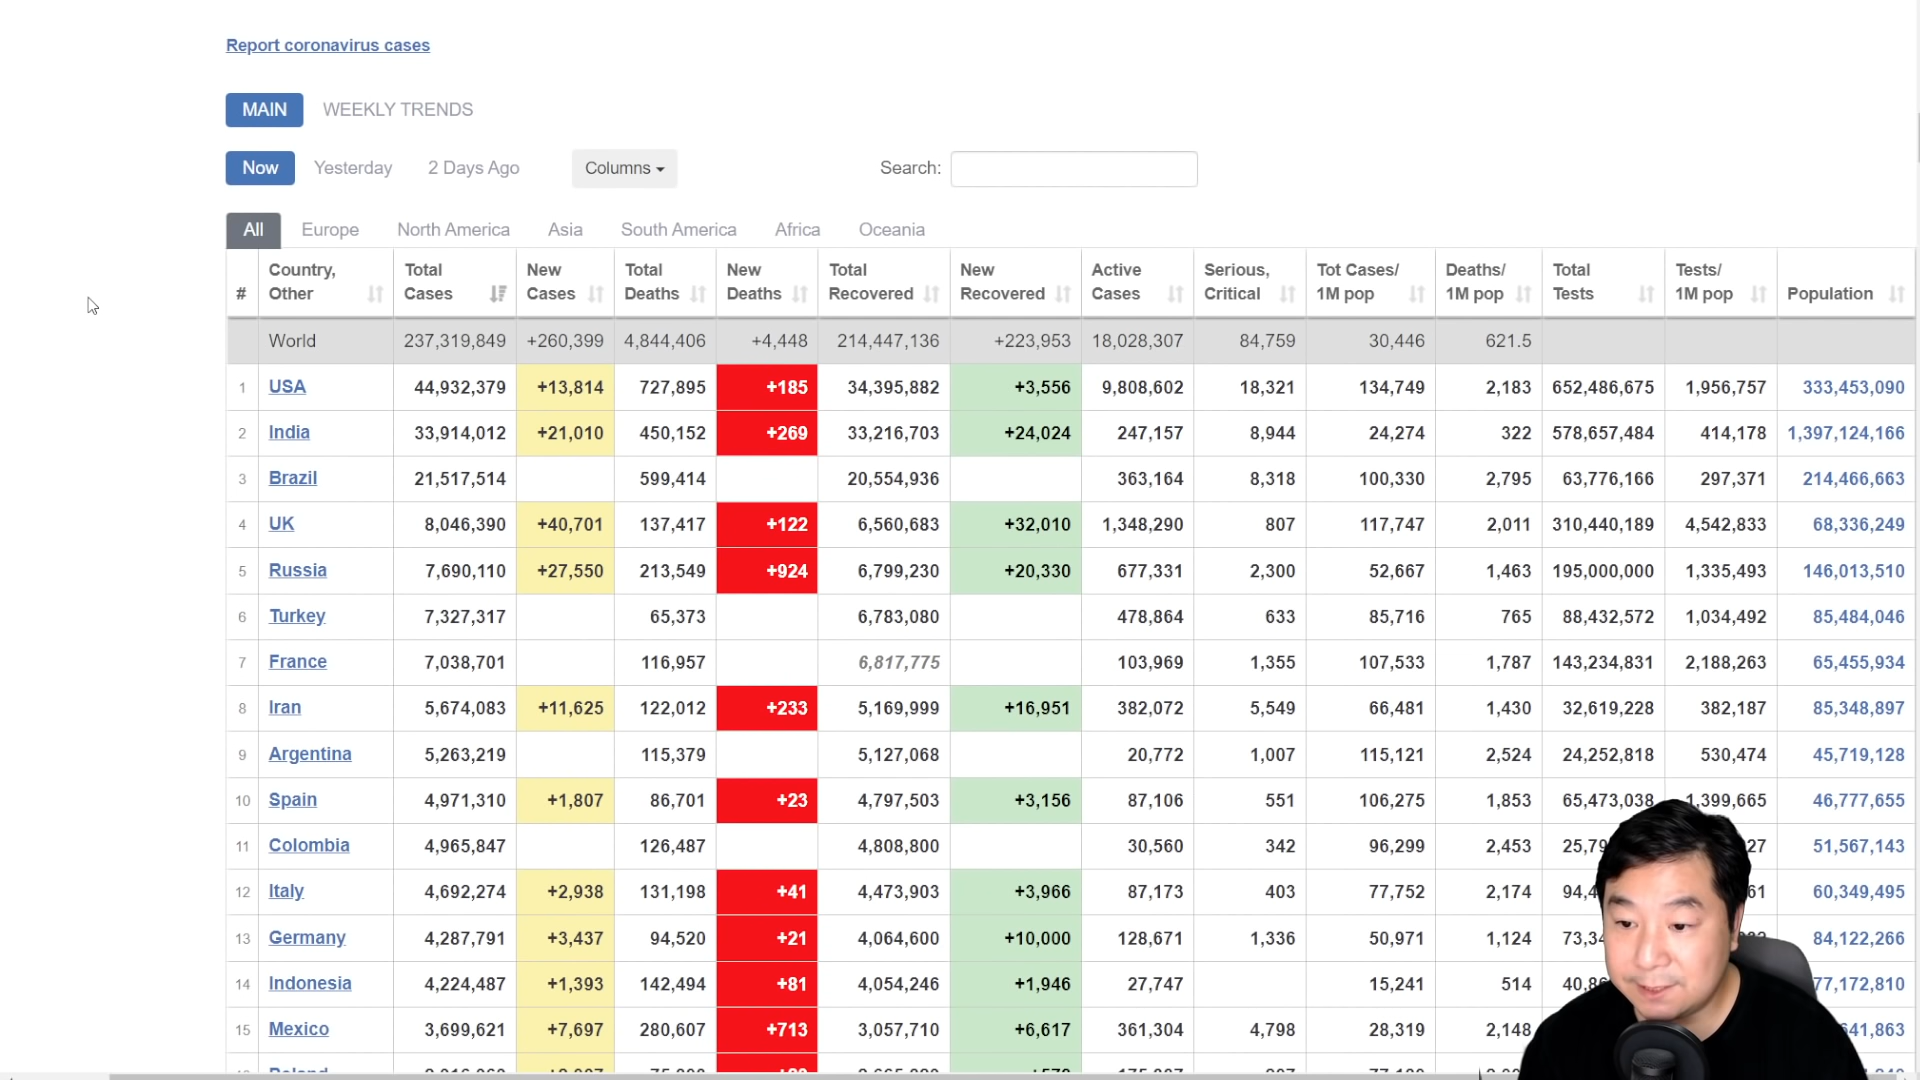 Report coronavirus cases
MAIN WEEKLY TRENDS
Now Yesterday 2 Days Ago Columns Search:
All Europe North America Asia South America Africa Oceania
# Country, Other Total Cases New Cases Total Deaths New Deaths Total Recovered New Recovered Active Cases Serious, Critical Tot Cases/ 1M pop Deaths/ 1M pop Total Tests Tests/ 1M pop Population
World 237,319,849 +260,399 4,844,406 +4,448 214,447,136 +223,953 18,028,307 84,759 30,446 621.5
1 USA 44,932,379 +13,814 727,895 +185 34,395,882 +3,556 9,808,602 18,321 134,749 2,183 652,486,675 1,956,757 333,453,090
2 India 33,914,012 +21,010 450,152 +269 33,216,703 +24,024 247,157 8,944 24,274 322 578,657,484 414,178 1,397,124,166
3 Brazil 21,517,514 599,414 20,554,936 363,164 8,318 100,330 2,795 63,776,166 297,371 214,466,663
4 UK 8,046,390 +40,701 137,417 +122 6,560,683 +32,010 1,348,290 807 117,747 2,011 310,440,189 4,542,833 68,336,249
5 Russia 7,690,110 +27,550 213,549 +924 6,799,230 +20,330 677,331 2,300 52,667 1,463 195,000,000 1,335,493 146,013,510
6 Turkey 7,327,317 65,373 6,783,080 478,864 633 85,716 765 88,432,572 1,034,492 85,484,046
7 France 7,038,701 116,957 6,817,775 103,969 1,355 107,533 1,787 143,234,831 2,188,263 65,455,934
8 Iran 5,674,083 +11,625 122,012 +233 5,169,999 +16,951 382,072 5,549 66,481 1,430 32,619,228 382,187 85,348,897
9 Argentina 5,263,219 115,379 5,127,068 20,772 1,007 115,121 2,524 24,252,818 530,474 45,719,128
10 Spain 4,971,310 +1,807 86,701 +23 4,797,503 +3,156 87,106 551 106,275 1,853 65,473,038 1,399,665 46,777,655
11 Colombia 4,965,847 126,487 4,808,800 30,560 342 96,299 2,453 51,567,143
12 Italy 4,692,274 +2,938 131,198 +41 4,473,903 +3,966 87,173 403 77,752 2,174 60,349,495
13 Germany 4,287,791 +3,437 94,520 +21 4,064,600 +10,000 128,671 1,336 50,971 1,124 84,122,266
14 Indonesia 4,224,487 +1,393 142,494 +81 4,054,246 +1,946 27,747 15,241 514
15 Mexico 3,699,621 +7,697 280,607 +713 3,057,710 +6,617 361,304 4,798 28,319 2,148